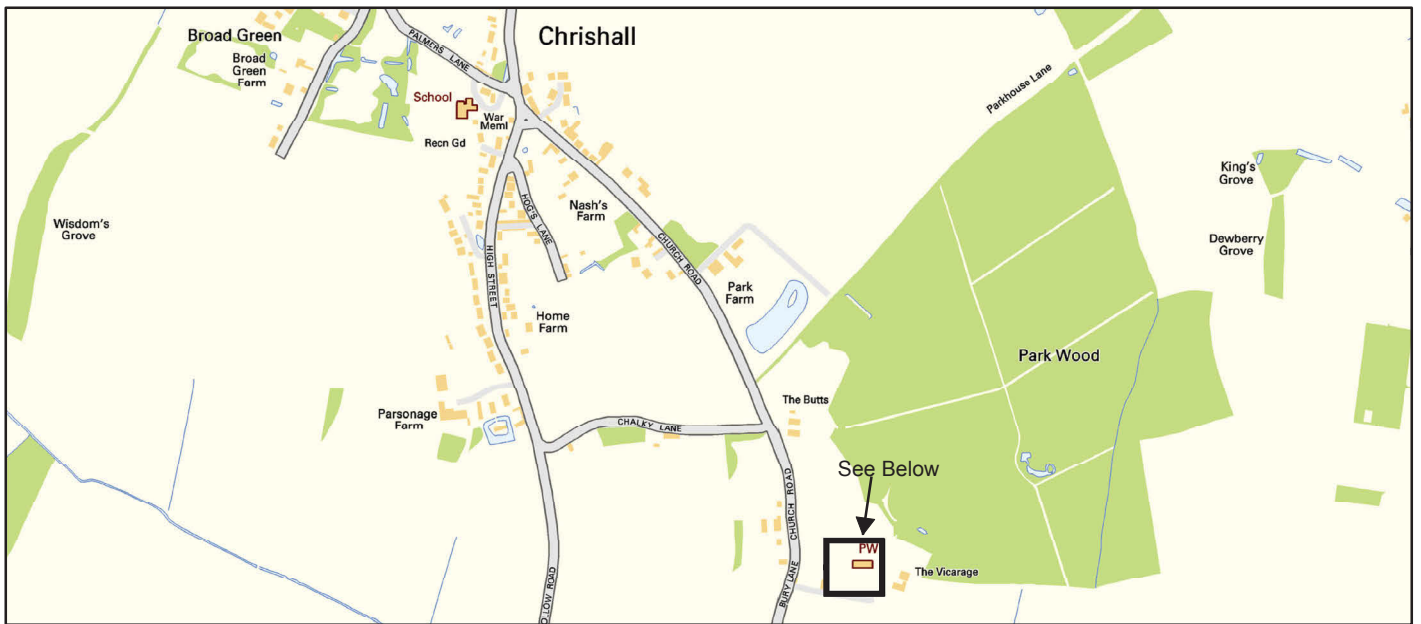 Broad Green
Broad
Green
Farm
PALMERS LANE
Chrishall
School
War
Meml
Recn Gd
Parkhouse Lane
King's
Grove
Wisdom's
Grove
HOG'S LANE
Nash's
Farm
CHURCH ROAD
Dewberry
Grove
HIGH STREET
Park
Farm
Home
Farm
Park Wood
Parsonage
Farm
The Butts
CHALKY LANE
See Below
CHURCH ROAD
PW
The Vicarage
BURY LANE
OLLOW ROAD